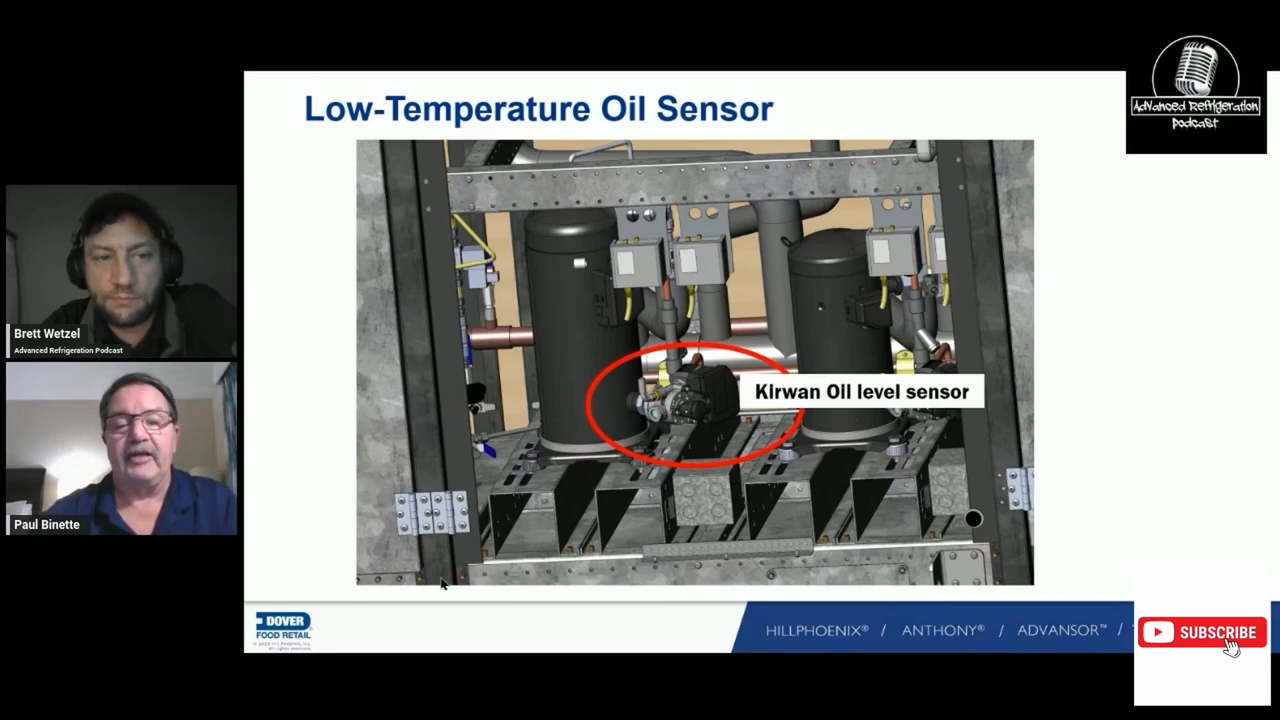 Low-Temperature Oil Sensor
Advanced Refrigeration
Podcast
Brett Wetzel
Advanced Refrigeration Podcast
Kirwan Oil level sensor
Paul Binette
DOVER
FOOD RETAIL
HILLPHOENIX® / ANTHONY® / ADVANSOR™ /
SUBSCRIBE